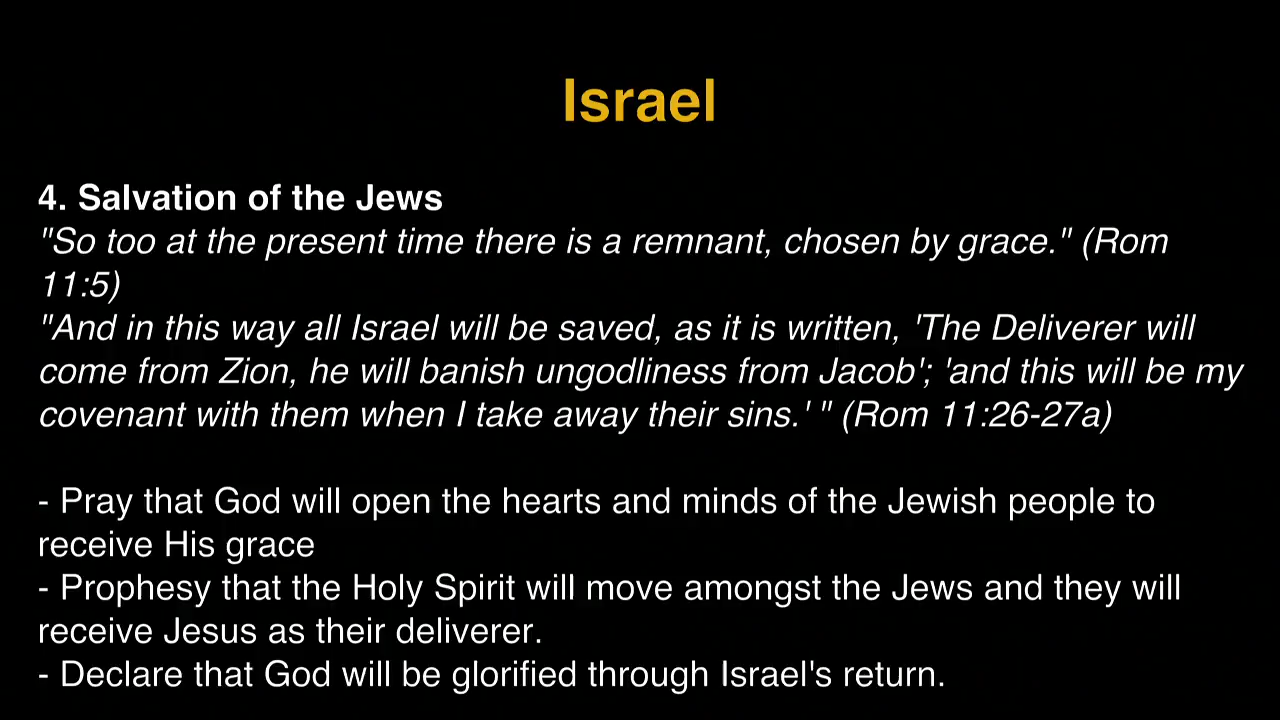 Israel
4. Salvation of the Jews
"So too at the present time there is a remnant, chosen by grace." (Rom
11:5)
"And in this way all Israel will be saved, as it is written, 'The Deliverer will
come from Zion, he will banish ungodliness from Jacob'; 'and this will be my
covenant with them when I take away their sins.' " (Rom 11:26-27a)
- Pray that God will open the hearts and minds of the Jewish people to
receive His grace
- Prophesy that the Holy Spirit will move amongst the Jews and they will
receive Jesus as their deliverer.
- Declare that God will be glorified through Israel's return.